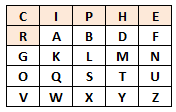 C I P H E
R A B D F
G K L M N
O Q S T U
V W X Y Z